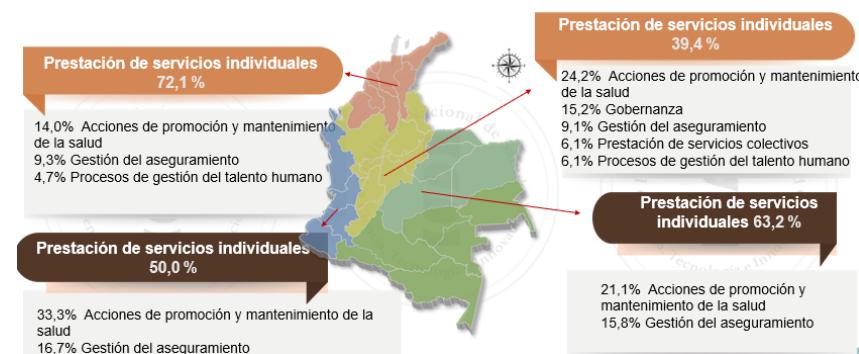 Prestación de servicios individuales
72,1 %
14,0% Acciones de promoción y mantenimiento
de la salud
9,3% Gestión del aseguramiento
4,7% Procesos de gestión del talento humano
Prestación de servicios individuales
39,4 %
24,2% Acciones de promoción y mantenimiento
de la salud
15,2% Gobernanza
9,1% Gestión del aseguramiento
6,1% Prestación de servicios colectivos
6,1% Procesos de gestión del talento humano
Prestación de servicios individuales
50,0 %
33,3% Acciones de promoción y mantenimiento de la
salud
16,7% Gestión del aseguramiento
Prestación de servicios
individuales 63,2 %
21,1% Acciones de promoción y
mantenimiento de la salud
15,8% Gestión del aseguramiento